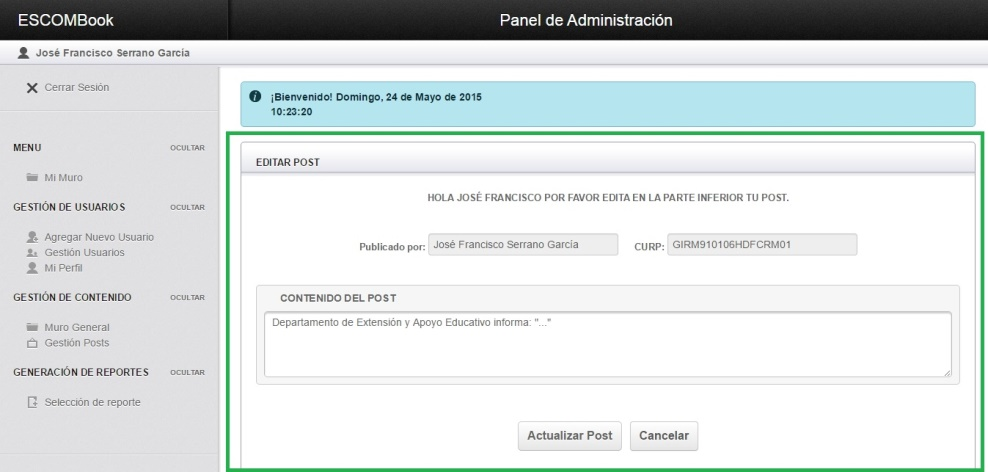 ESCOMBook
Panel de Administración
José Francisco Serrano García
Cerrar Sesión
MENU OCULTAR
Mi Muro
GESTIÓN DE USUARIOS OCULTAR
Agregar Nuevo Usuario
Gestión Usuarios
Mi Perfil
GESTIÓN DE CONTENIDO OCULTAR
Muro General
Gestión Posts
GENERACIÓN DE REPORTES OCULTAR
Selección de reporte
¡Bienvenido! Domingo, 24 de Mayo de 2015
10:23:20
EDITAR POST
HOLA JOSÉ FRANCISCO POR FAVOR EDITA EN LA PARTE INFERIOR TU POST.
Publicado por: José Francisco Serrano García CURP: GIRM910106HDFCRM01
CONTENIDO DEL POST
Departamento de Extensión y Apoyo Educativo informa: "..."
Actualizar Post Cancelar